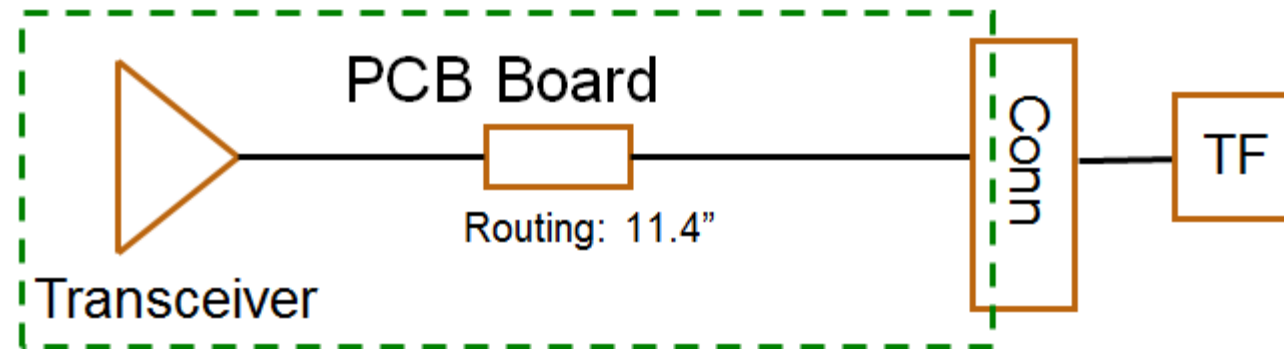 PCB Board
Conn
TF
Routing: 11.4”
Transceiver